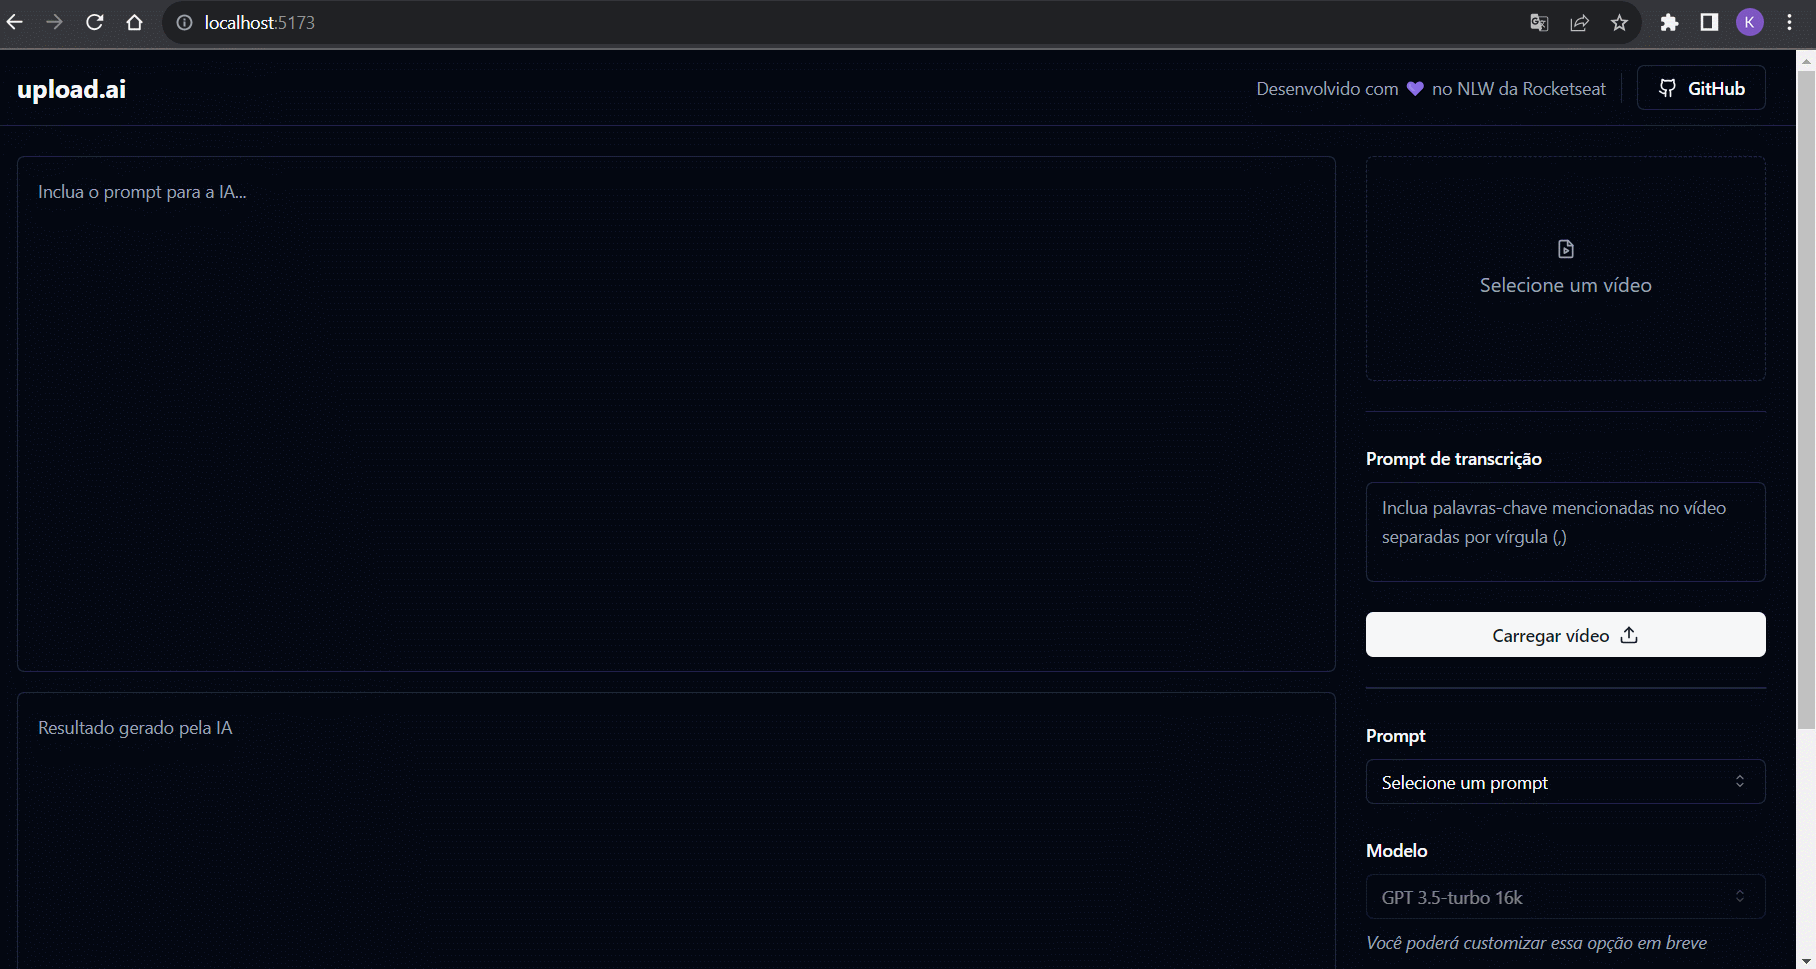 localhost:5173
K
upload.ai
Desenvolvido com 💜 no NLW da Rocketseat
GitHub
Inclua o prompt para a IA...
Selecione um vídeo
Prompt de transcrição
Inclua palavras-chave mencionadas no vídeo
separadas por vírgula (,)
Carregar vídeo
Resultado gerado pela IA
Prompt
Selecione um prompt
Modelo
GPT 3.5-turbo 16k
Você poderá customizar essa opção em breve